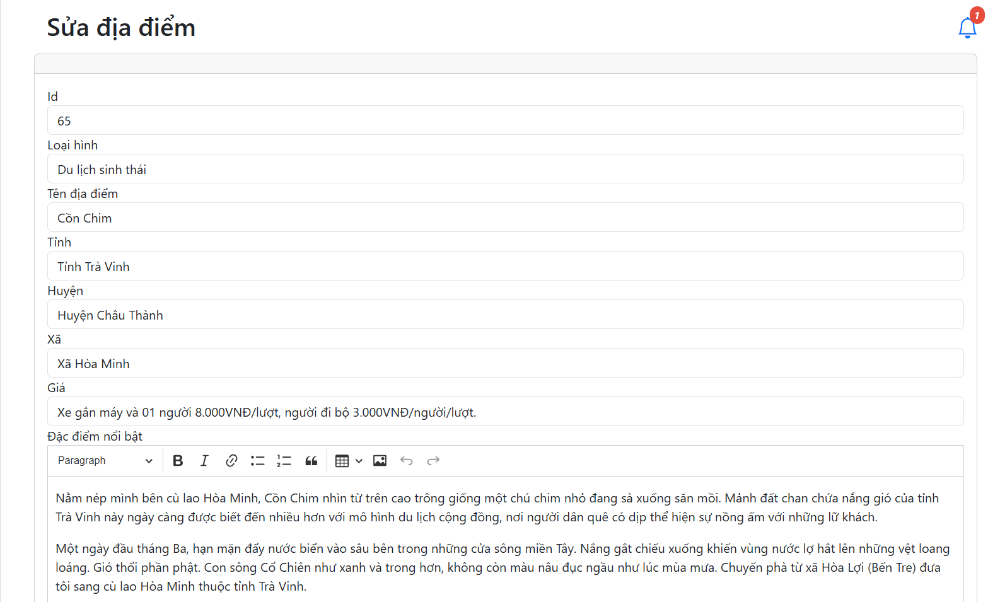 Sửa địa điểm
1
Id
65
Loại hình
Du lịch sinh thái
Tên địa điểm
Cồn Chim
Tỉnh
Tỉnh Trà Vinh
Huyện
Huyện Châu Thành
Xã
Xã Hòa Minh
Giá
Xe gắn máy và 01 người 8.000VNĐ/lượt, người đi bộ 3.000VNĐ/người/lượt.
Đặc điểm nổi bật
Paragraph
Nằm nép mình bên cù lao Hòa Minh, Cồn Chim nhìn từ trên cao trông giống một chú chim nhỏ đang sà xuống săn mồi. Mảnh đất chan chứa nắng gió của tỉnh
Trà Vinh này ngày càng được biết đến nhiều hơn với mô hình du lịch cộng đồng, nơi người dân quê có dịp thể hiện sự nồng ấm với những lữ khách.
Một ngày đầu tháng Ba, hạn mặn đẩy nước biển vào sâu bên trong những cửa sông miền Tây. Nắng gắt chiếu xuống khiến vùng nước lợ hắt lên những vệt loang
loáng. Gió thổi phần phật. Con sông Cổ Chiên như xanh và trong hơn, không còn màu nâu đục ngầu như lúc mùa mưa. Chuyến phà từ xã Hòa Lợi (Bến Tre) đưa
tôi sang cù lao Hòa Minh thuộc tỉnh Trà Vinh.